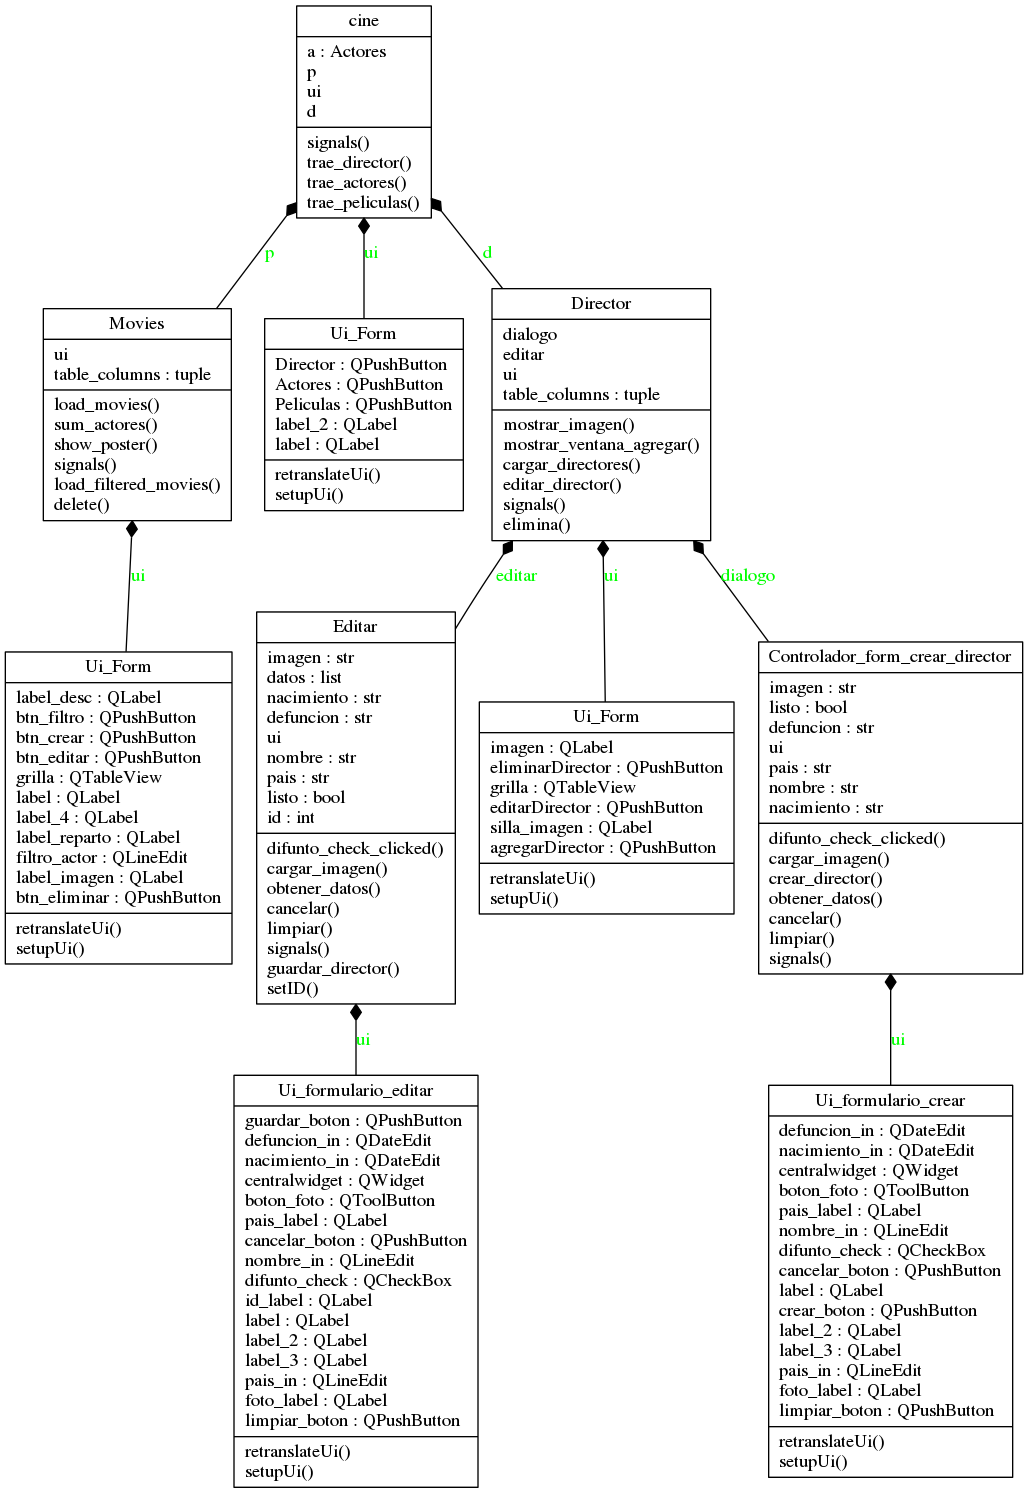 cine
a : Actores
p
ui
d
signals()
trae_director()
trae_actores()
trae_peliculas()
p
ui
d
Movies
ui
table_columns : tuple
load_movies()
sum_actores()
show_poster()
signals()
load_filtered_movies()
delete()
Ui_Form
Director : QPushButton
Actores : QPushButton
Peliculas : QPushButton
label_2 : QLabel
label : QLabel
retranslateUi()
setupUi()
Director
dialogo
editar
ui
table_columns : tuple
mostrar_imagen()
mostrar_ventana_agregar()
cargar_directores()
editar_director()
signals()
elimina()
ui
editar
ui
dialogo
Ui_Form
label_desc : QLabel
btn_filtro : QPushButton
btn_crear : QPushButton
btn_editar : QPushButton
grilla : QTableView
label : QLabel
label_4 : QLabel
label_reparto : QLabel
filtro_actor : QLineEdit
label_imagen : QLabel
btn_eliminar : QPushButton
retranslateUi()
setupUi()
Editar
imagen : str
datos : list
nacimiento : str
defuncion : str
ui
nombre : str
pais : str
listo : bool
id : int
difunto_check_clicked()
cargar_imagen()
obtener_datos()
cancelar()
limpiar()
signals()
guardar_director()
setID()
Ui_Form
imagen : QLabel
eliminarDirector : QPushButton
grilla : QTableView
editarDirector : QPushButton
silla_imagen : QLabel
agregarDirector : QPushButton
retranslateUi()
setupUi()
Controlador_form_crear_director
imagen : str
listo : bool
defuncion : str
ui
pais : str
nombre : str
nacimiento : str
difunto_check_clicked()
cargar_imagen()
crear_director()
obtener_datos()
cancelar()
limpiar()
signals()
ui
ui
Ui_formulario_editar
guardar_boton : QPushButton
defuncion_in : QDateEdit
nacimiento_in : QDateEdit
centralwidget : QWidget
boton_foto : QToolButton
pais_label : QLabel
cancelar_boton : QPushButton
nombre_in : QLineEdit
difunto_check : QCheckBox
id_label : QLabel
label : QLabel
label_2 : QLabel
label_3 : QLabel
pais_in : QLineEdit
foto_label : QLabel
limpiar_boton : QPushButton
retranslateUi()
setupUi()
Ui_formulario_crear
defuncion_in : QDateEdit
nacimiento_in : QDateEdit
centralwidget : QWidget
boton_foto : QToolButton
pais_label : QLabel
nombre_in : QLineEdit
difunto_check : QCheckBox
cancelar_boton : QPushButton
label : QLabel
crear_boton : QPushButton
label_2 : QLabel
label_3 : QLabel
pais_in : QLineEdit
foto_label : QLabel
limpiar_boton : QPushButton
retranslateUi()
setupUi()